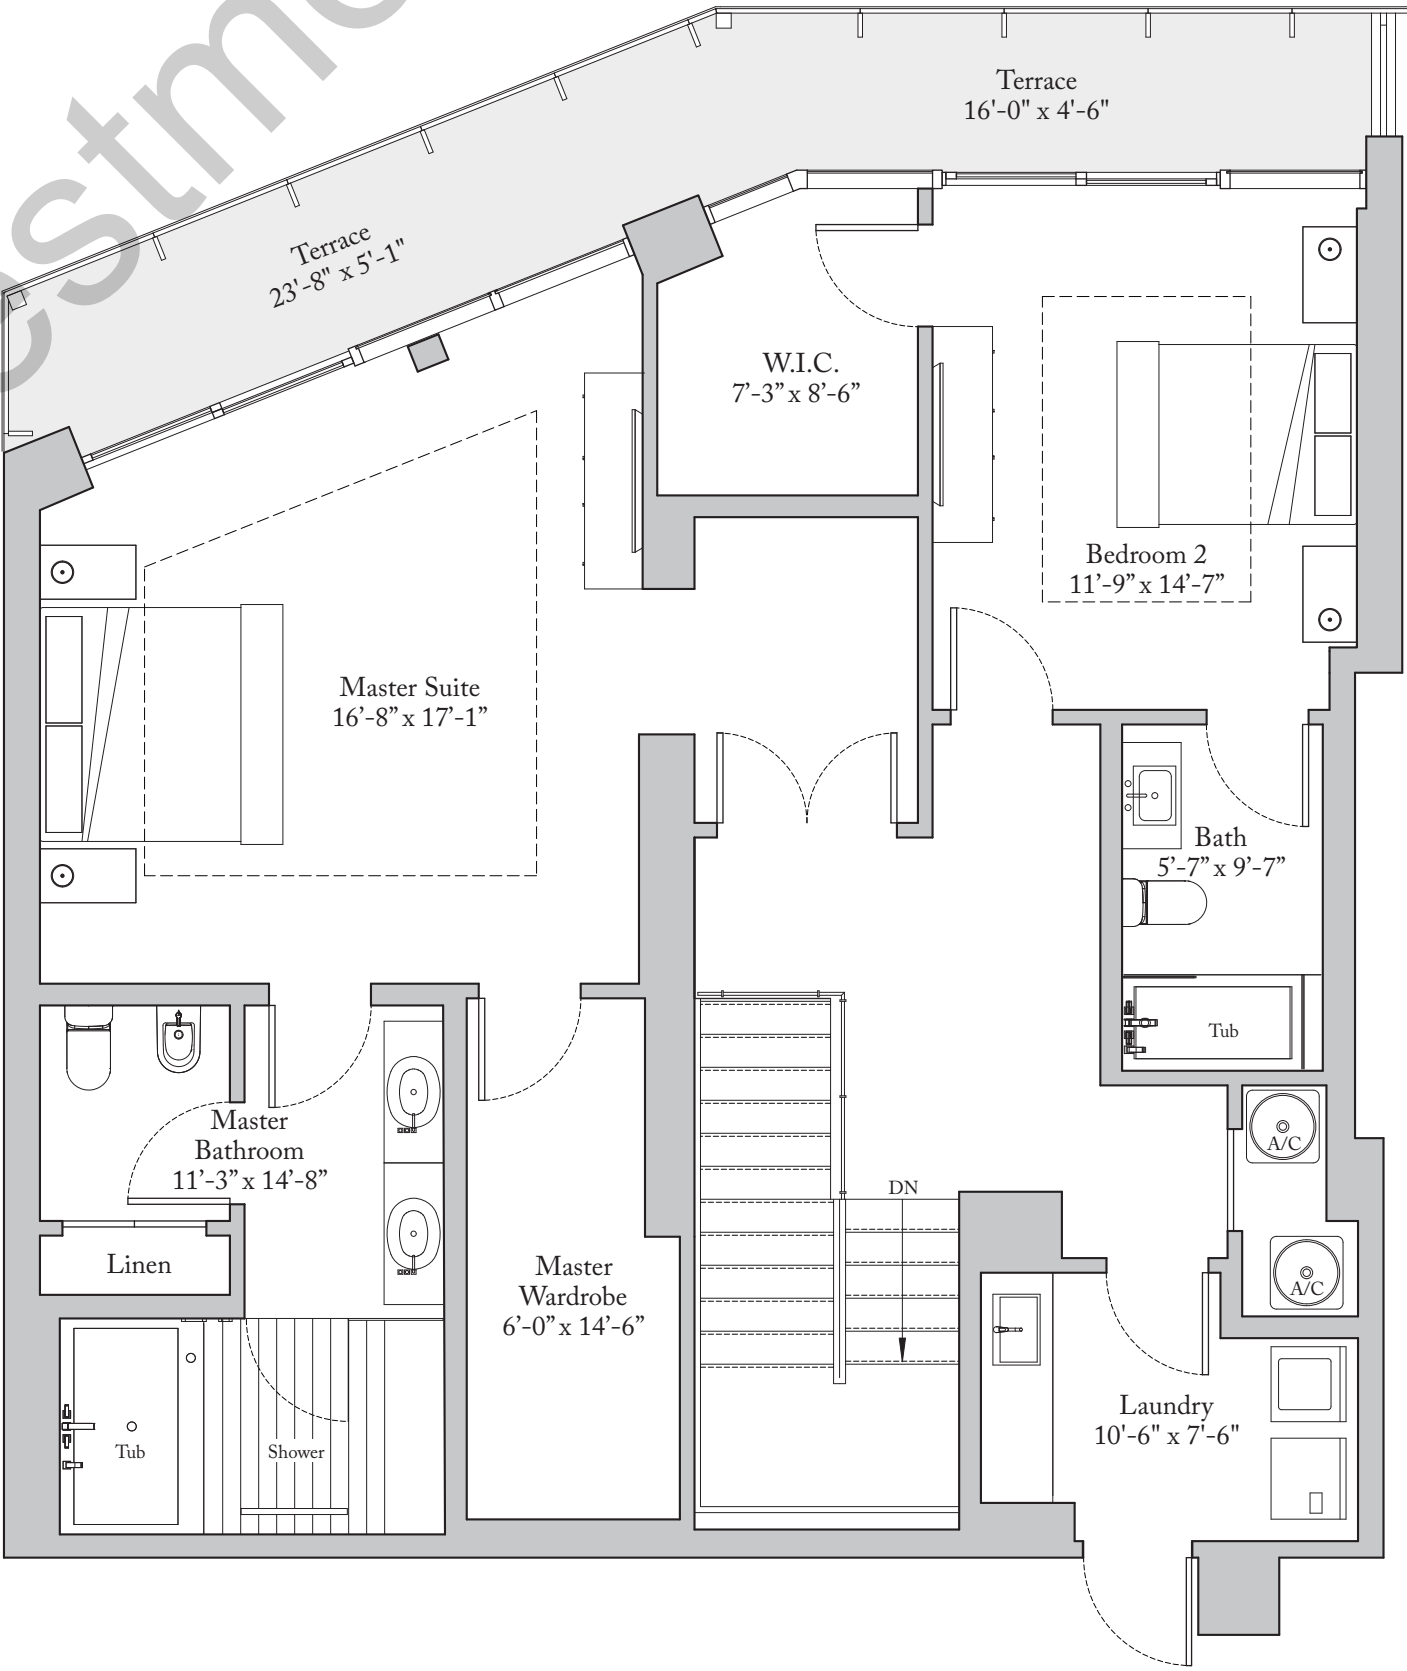 estm
Terrace
16'-0" x 4'-6"
Terrace
23'-8" x 5'-1"
W.I.C.
7’-3” x 8’-6”
Bedroom 2
11’-9” x 14’-7”
Master Suite
16’-8” x 17’-1”
Bath
5’-7” x 9’-7”
Tub
Master
Bathroom
11’-3” x 14’-8”
A/C
DN
Linen
Master
Wardrobe
6’-0” x 14’-6”
A/C
Laundry
10'-6" x 7'-6"
Tub
Shower